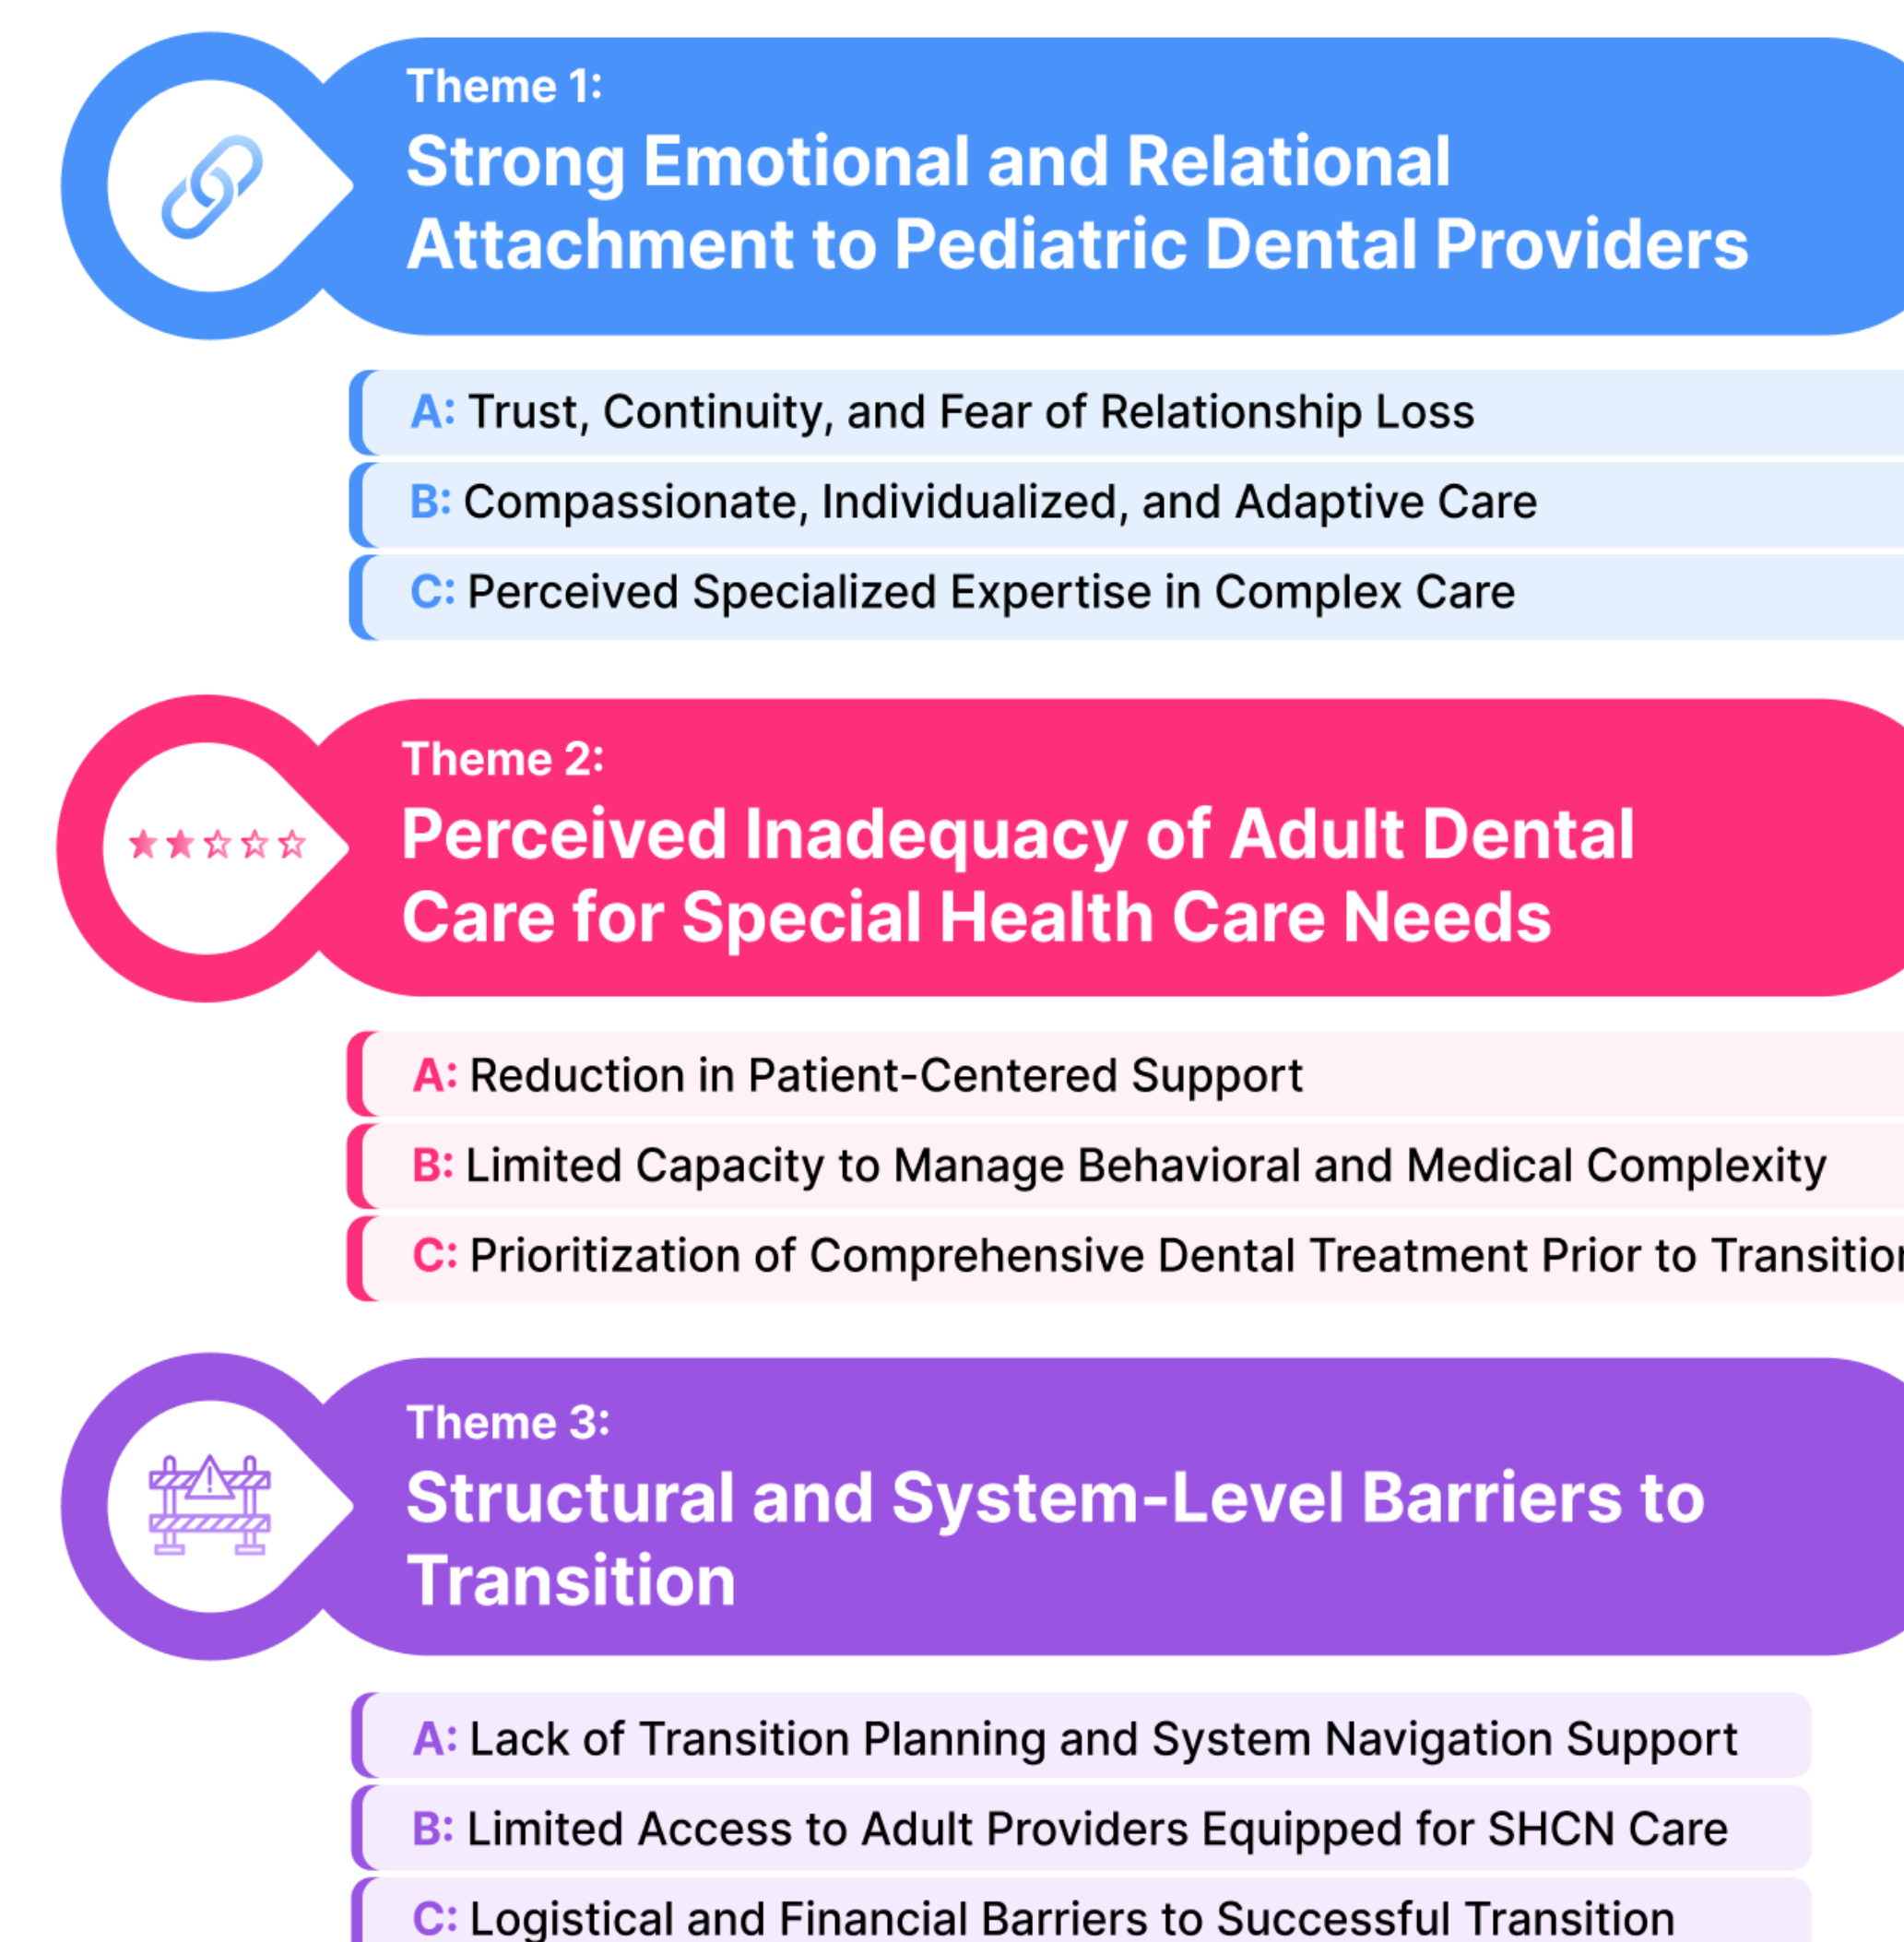 Theme 1:
Strong Emotional and Relational
Attachment to Pediatric Dental Providers
A: Trust, Continuity, and Fear of Relationship Loss
B: Compassionate, Individualized, and Adaptive Care
C: Perceived Specialized Expertise in Complex Care
Theme 2:
Perceived Inadequacy of Adult Dental
Care for Special Health Care Needs
A: Reduction in Patient-Centered Support
B: Limited Capacity to Manage Behavioral and Medical Complexity
C: Prioritization of Comprehensive Dental Treatment Prior to Transition
Theme 3:
Structural and System-Level Barriers to
Transition
A: Lack of Transition Planning and System Navigation Support
B: Limited Access to Adult Providers Equipped for SHCN Care
C: Logistical and Financial Barriers to Successful Transition